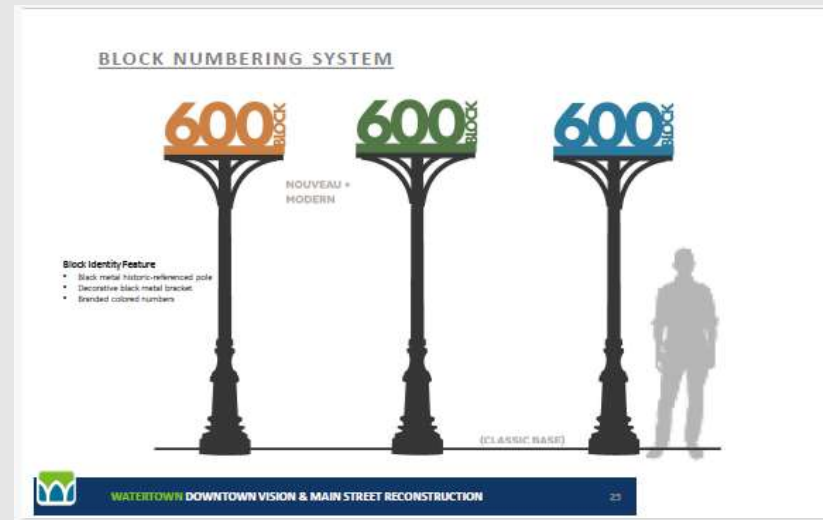 BLOCK NUMBERING SYSTEM
600 BLOCK
600 BLOCK
600 BLOCK
NOUVEAU +
MODERN
Block Identity Feature
• Black metal historic-referenced pole
• Decorative black metal bracket
• Branded colored numbers
(CLASSIC BASE)
WATERTOWN DOWNTOWN VISION & MAIN STREET RECONSTRUCTION
25